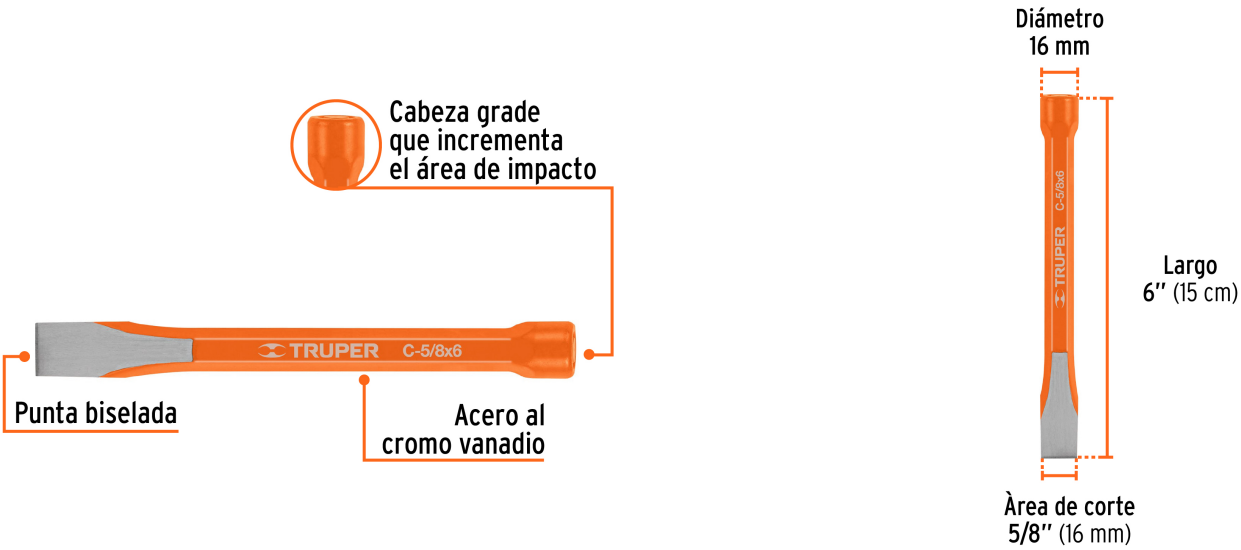 Cabeza grade
que incrementa
el área de impacto
TRUPER C-5/8x6
Punta biselada
Acero al
cromo vanadio
Diámetro
16 mm
TRUPER C-5/8x6
Largo
6" (15 cm)
Àrea de corte
5/8" (16 mm)